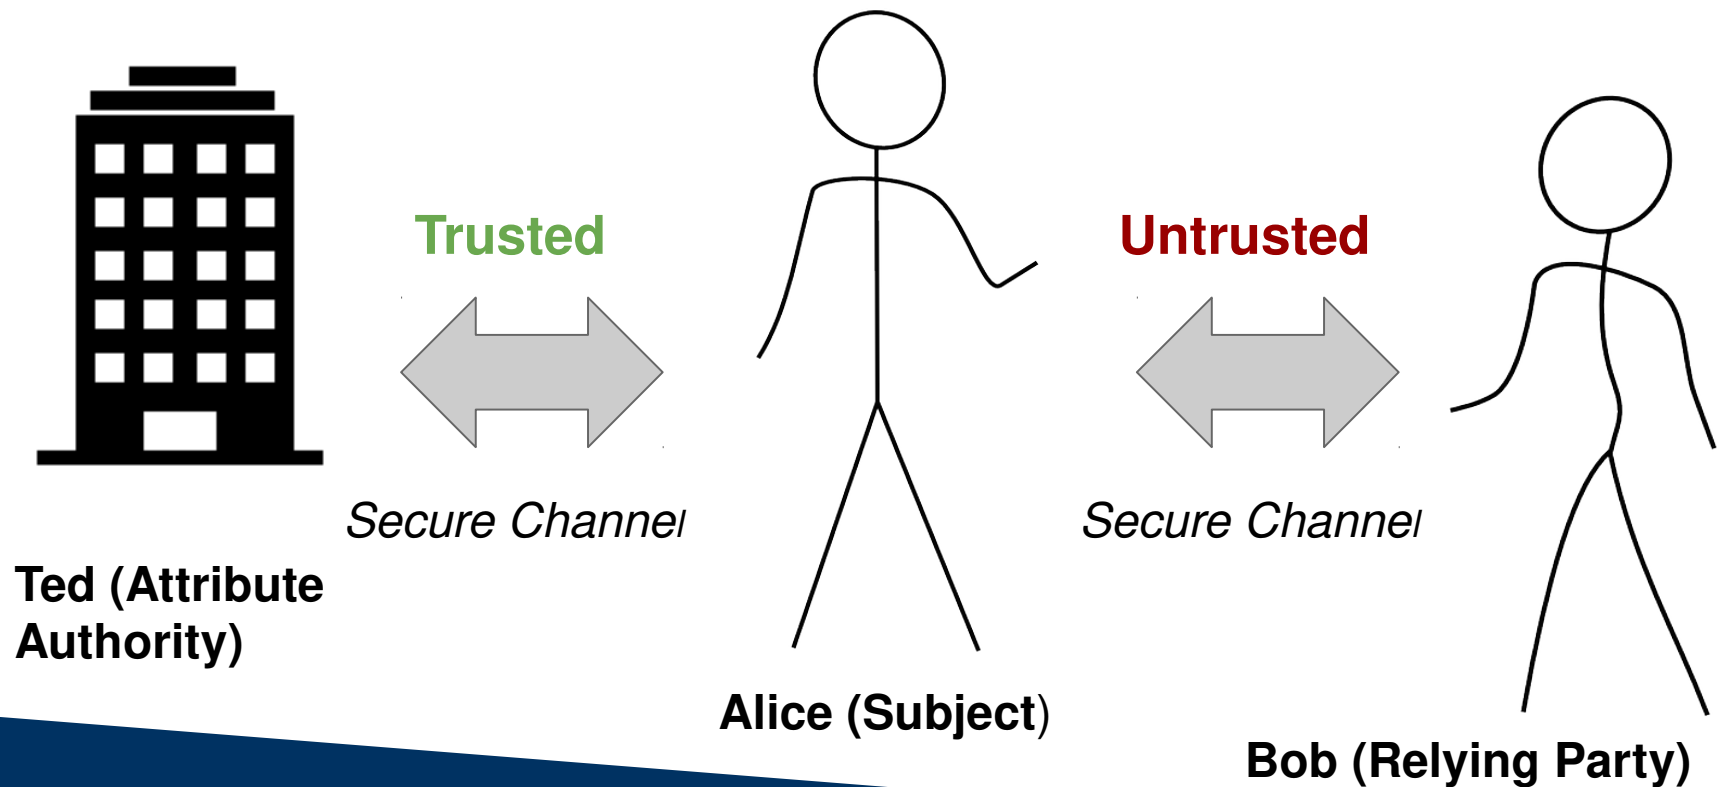 Trusted
Untrusted
Secure Channel
Secure Channel
Ted (Attribute
Authority)
Alice (Subject)
Bob (Relying Party)